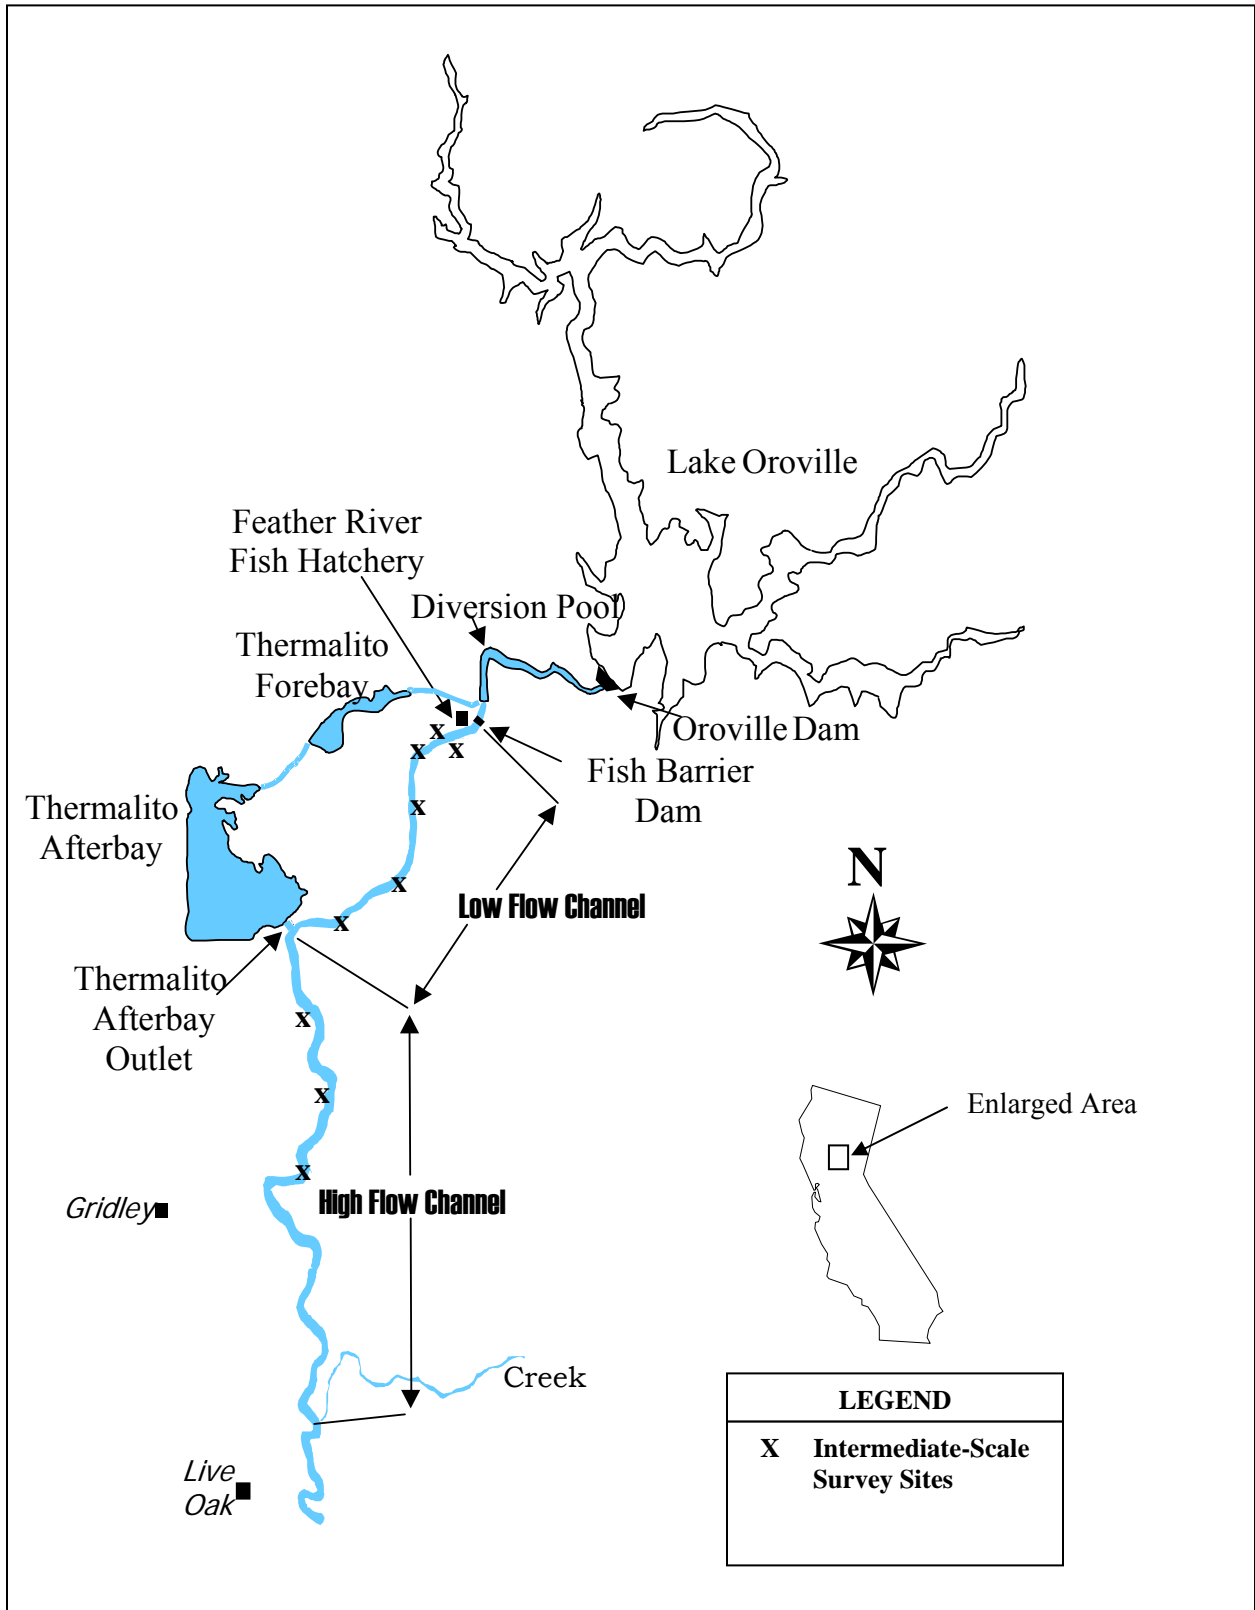 Lake Oroville
Feather River
Fish Hatchery
Diversion Pool
Thermalito
Forebay
Oroville Dam
Fish Barrier
Dam
Thermalito
Afterbay
N
Low Flow Channel
Thermalito
Afterbay
Outlet
Enlarged Area
Gridley
High Flow Channel
Creek
Live
Oak
LEGEND
X Intermediate-Scale
Survey Sites
x
x
x
x
x
x
x
x
x